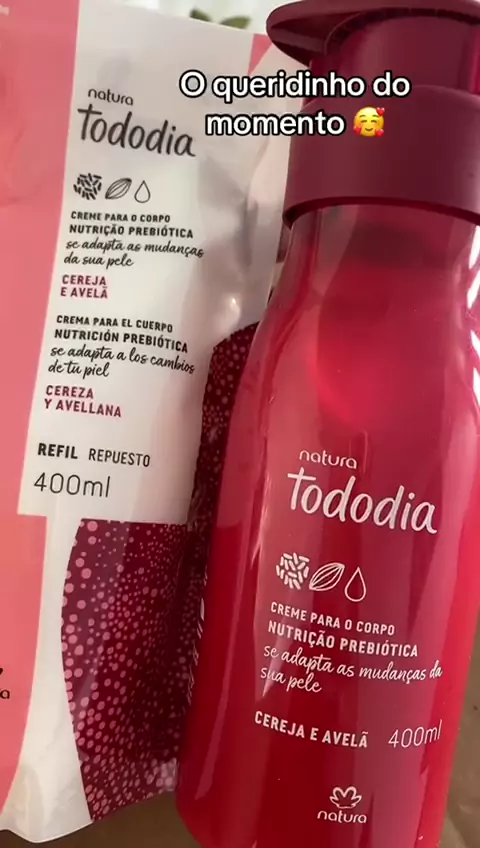 O queridinho do
momento 🥰
natura
Tododia
CREME PARA O CORPO
NUTRIÇÃO PREBIÓTICA
se adapta as mudanças
da sua pele
CEREJA
E AVELÃ
CREMA PARA EL CUERPO
NUTRICIÓN PREBIÓTICA
se adapta a los cambios
de tu piel
CEREZA
Y AVELLANA
REFIL REPUESTO
400ml
natura
Tododia
CREME PARA O CORPO
NUTRIÇÃO PREBIÓTICA
se adapta as mudanças da
sua pele
CEREJA E AVELÃ 400ml
natura